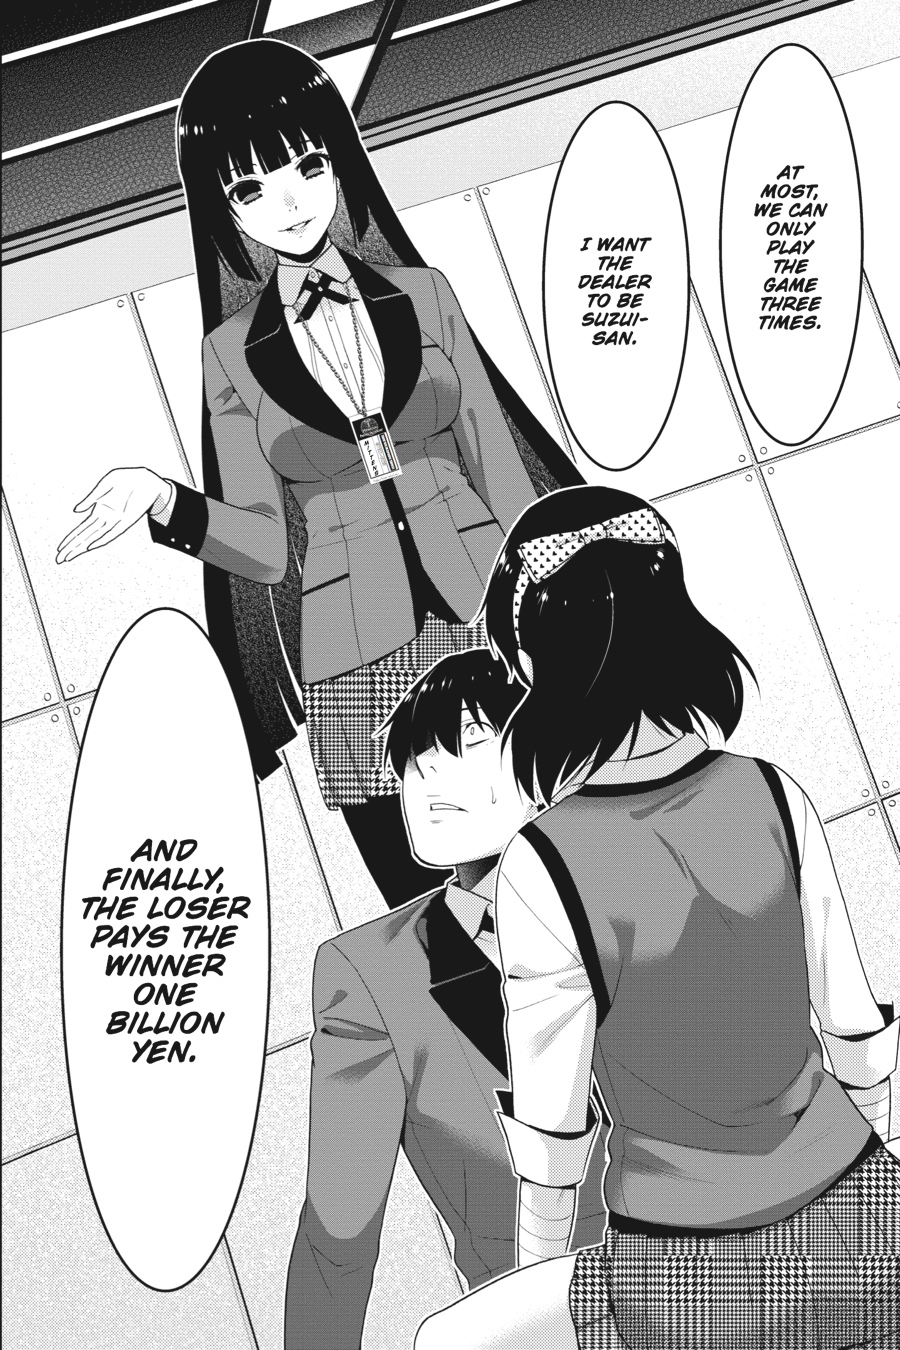 AT
MOST,
WE CAN
ONLY
PLAY
THE
GAME
THREE
TIMES.
I WANT
THE
DEALER
TO BE
SUZUI-
SAN.
MITTENS
AND
FINALLY,
THE LOSER
PAYS THE
WINNER
ONE
BILLION
YEN.